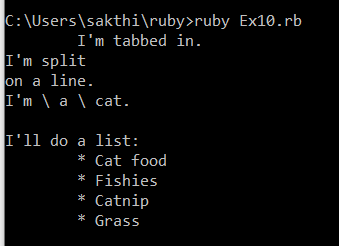 C:\Users\sakthi\ruby>ruby Ex10.rb
I'm tabbed in.
I'm split
on a line.
I'm \ a \ cat.
I'll do a list:
* Cat food
* Fishies
* Catnip
* Grass